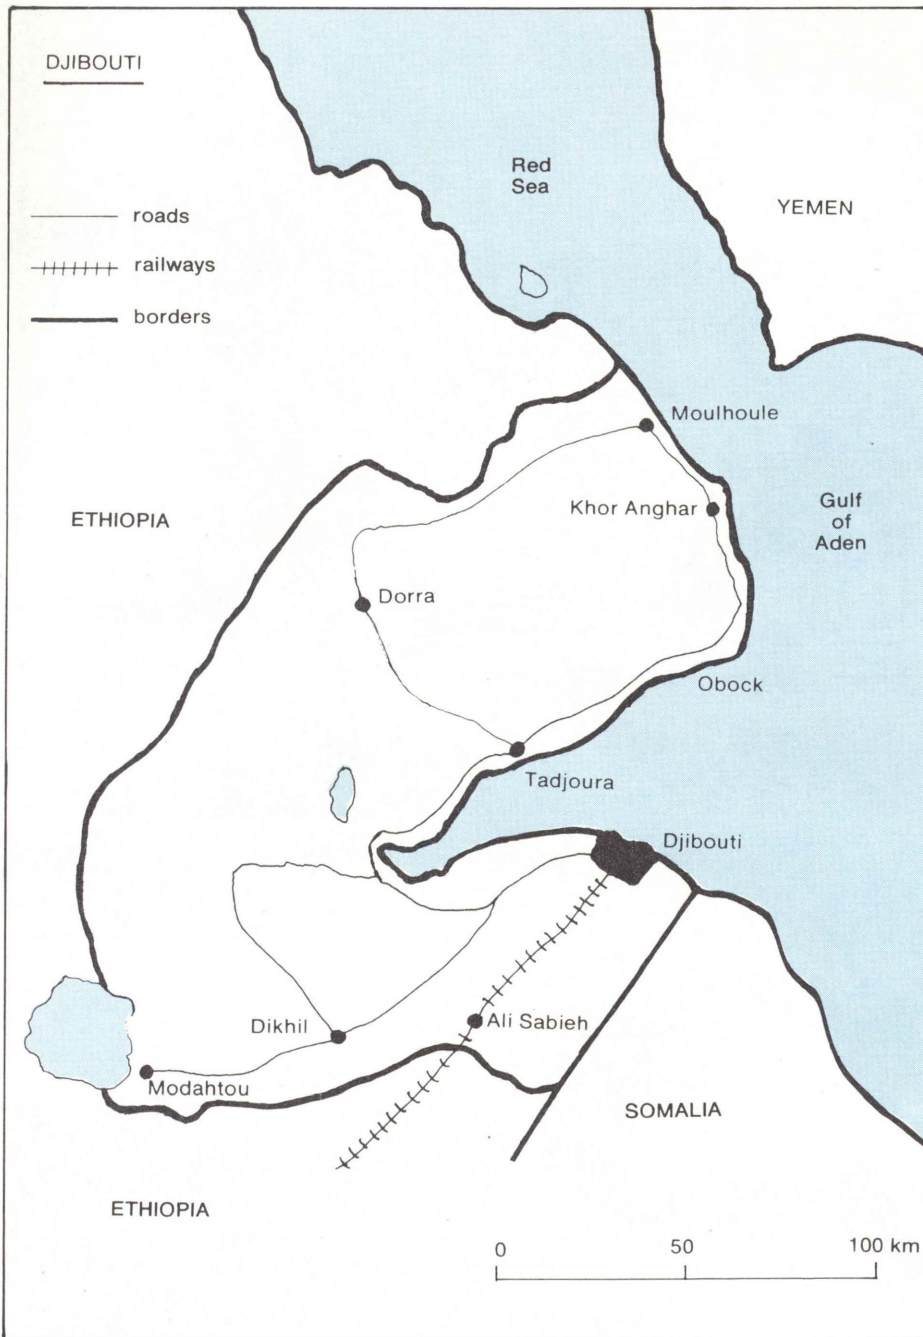 DJIBOUTI
roads
railways
borders
Red
Sea
YEMEN
Moulhoule
ETHIOPIA
Khor Anghar
Gulf
of
Aden
Dorra
Obock
Tadjoura
Djibouti
Dikhil
Ali Sabieh
Modahtou
SOMALIA
ETHIOPIA
0 50 100 km